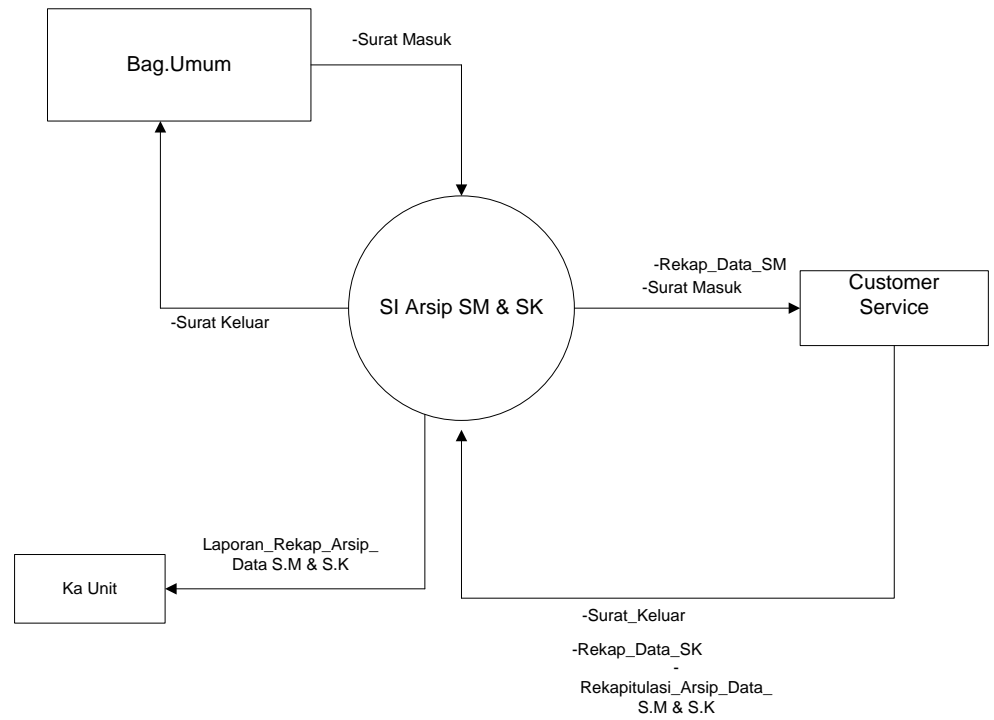 -Surat Masuk
Bag.Umum
-Rekap_Data_SM
-Surat Masuk
Customer
Service
SI Arsip SM & SK
-Surat Keluar
Laporan_Rekap_Arsip_
Data S.M & S.K
Ka Unit
-Surat_Keluar
-Rekap_Data_SK
-
Rekapitulasi_Arsip_Data_
S.M & S.K